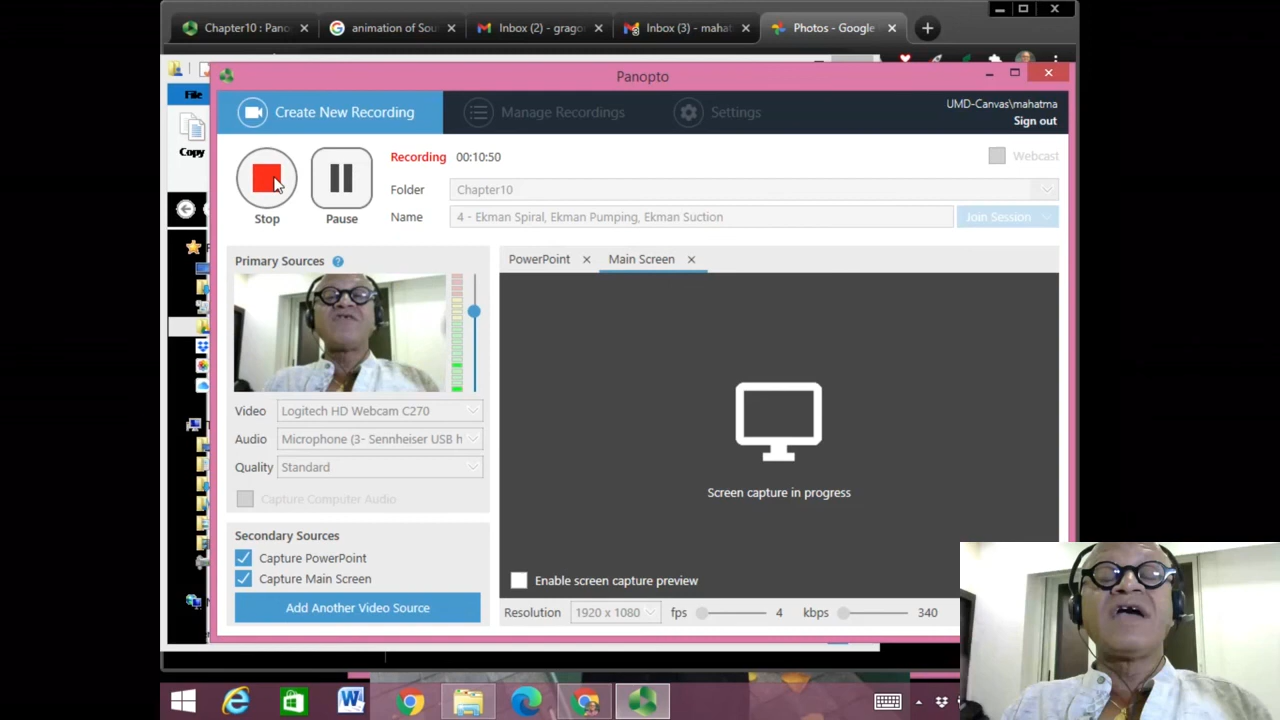 Chapter10 : Pano
animation of Sou
Inbox (2) - grago
Inbox (3) - mahat
Photos - Google
Panopto
File
Create New Recording
Manage Recordings
Settings
UMD-Canvas\mahatma
Sign out
Copy
Recording 00:10:50
Webcast
Folder Chapter10
Stop
Pause
Name 4 - Ekman Spiral, Ekman Pumping, Ekman Suction
Join Session
Primary Sources
PowerPoint
Main Screen
Video Logitech HD Webcam C270
Audio Microphone (3- Sennheiser USB h
Quality Standard
Capture Computer Audio
Screen capture in progress
Secondary Sources
Capture PowerPoint
Capture Main Screen
Enable screen capture preview
Add Another Video Source
Resolution 1920 x 1080 fps 4 kbps 340